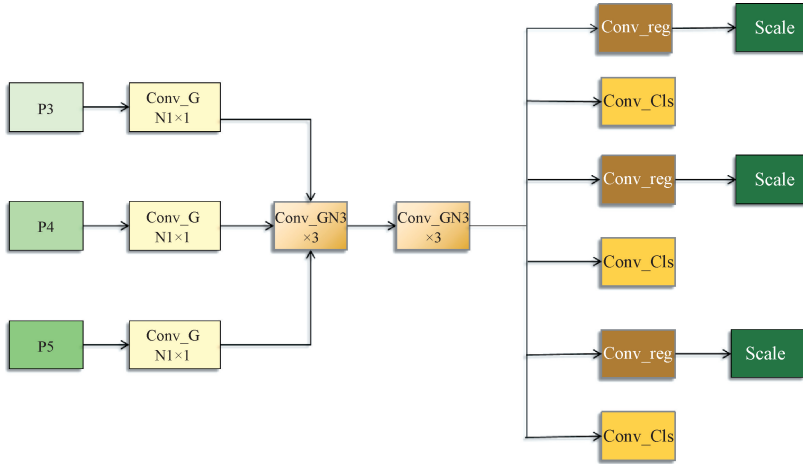 P3
Conv_G
N1×1
P4
Conv_G
N1×1
P5
Conv_G
N1×1
Conv_GN3
×3
Conv_GN3
×3
Conv_reg
Scale
Conv_Cls
Conv_reg
Scale
Conv_Cls
Conv_reg
Scale
Conv_Cls